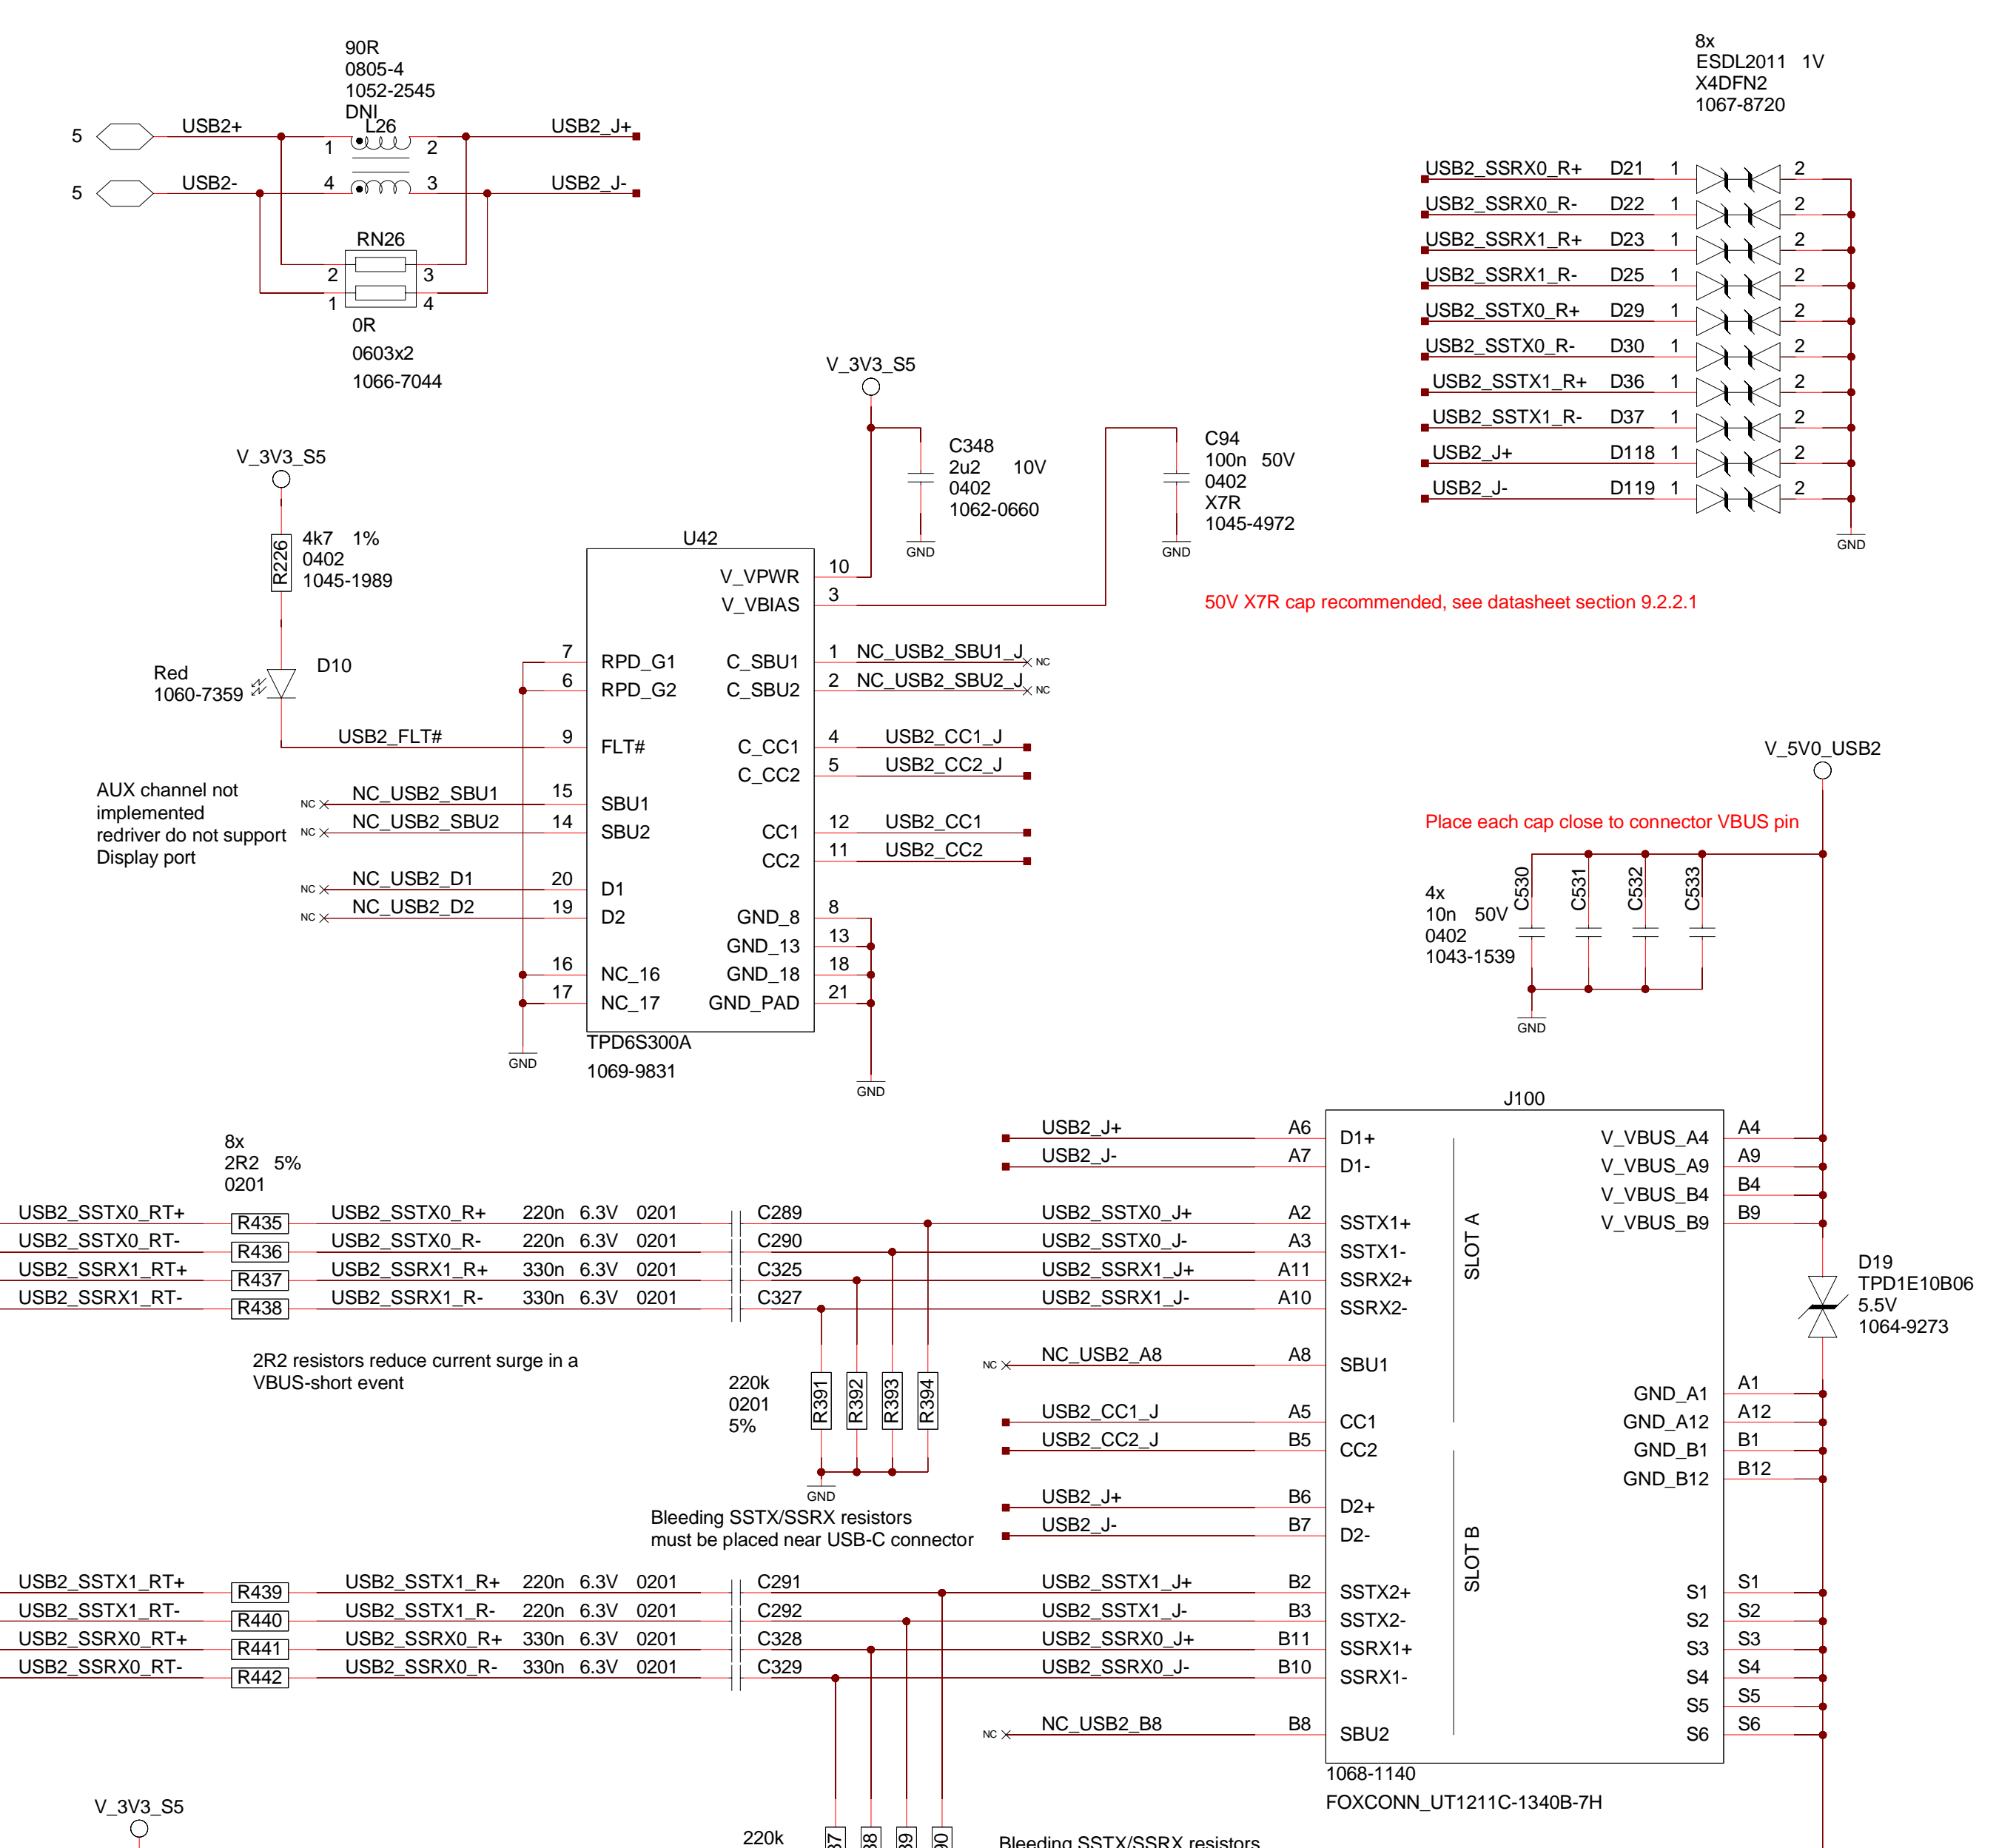 90R
0805-4
1052-2545
DNI
L26
5 USB2+ 1 2 USB2_J+
5 USB2- 4 3 USB2_J-
RN26
2 3
1 4
0R
0603x2
1066-7044
8x
ESDL2011 1V
X4DFN2
1067-8720
USB2_SSRX0_R+ D21 1 2
USB2_SSRX0_R- D22 1 2
USB2_SSRX1_R+ D23 1 2
USB2_SSRX1_R- D25 1 2
USB2_SSTX0_R+ D29 1 2
USB2_SSTX0_R- D30 1 2
USB2_SSTX1_R+ D36 1 2
USB2_SSTX1_R- D37 1 2
USB2_J+ D118 1 2
USB2_J- D119 1 2
GND
V_3V3_S5
C348
2u2 10V
0402
1062-0660
GND
C94
100n 50V
0402
X7R
1045-4972
GND
50V X7R cap recommended, see datasheet section 9.2.2.1
V_3V3_S5
R226
4k7 1%
0402
1045-1989
Red
1060-7359
D10
USB2_FLT#
AUX channel not
implemented
redriver do not support
Display port
NC NC_USB2_SBU1
NC NC_USB2_SBU2
NC NC_USB2_D1
NC NC_USB2_D2
GND
U42
V_VPWR 10
V_VBIAS 3
7 RPD_G1 C_SBU1 1 NC_USB2_SBU1_J NC
6 RPD_G2 C_SBU2 2 NC_USB2_SBU2_J NC
9 FLT# C_CC1 4 USB2_CC1_J
C_CC2 5 USB2_CC2_J
15 SBU1
14 SBU2 CC1 12 USB2_CC1
CC2 11 USB2_CC2
20 D1
19 D2 GND_8 8
GND_13 13
16 NC_16 GND_18 18
17 NC_17 GND_PAD 21
TPD6S300A
1069-9831
GND
V_5V0_USB2
Place each cap close to connector VBUS pin
4x
10n 50V
0402
1043-1539
C530
C531
C532
C533
GND
8x
2R2 5%
0201
USB2_SSTX0_RT+ R435 USB2_SSTX0_R+ 220n 6.3V 0201 C289 USB2_SSTX0_J+
USB2_SSTX0_RT- R436 USB2_SSTX0_R- 220n 6.3V 0201 C290 USB2_SSTX0_J-
USB2_SSRX1_RT+ R437 USB2_SSRX1_R+ 330n 6.3V 0201 C325 USB2_SSRX1_J+
USB2_SSRX1_RT- R438 USB2_SSRX1_R- 330n 6.3V 0201 C327 USB2_SSRX1_J-
2R2 resistors reduce current surge in a
VBUS-short event
220k
0201
5%
R391
R392
R393
R394
GND
Bleeding SSTX/SSRX resistors
must be placed near USB-C connector
J100
USB2_J+ A6 D1+ V_VBUS_A4 A4
USB2_J- A7 D1- V_VBUS_A9 A9
V_VBUS_B4 B4
A2 SSTX1+ V_VBUS_B9 B9
A3 SSTX1-
A11 SSRX2+
A10 SSRX2-
SLOT A
NC NC_USB2_A8 A8 SBU1
GND_A1 A1
USB2_CC1_J A5 CC1 GND_A12 A12
USB2_CC2_J B5 CC2 GND_B1 B1
GND_B12 B12
USB2_J+ B6 D2+
USB2_J- B7 D2-
SLOT B
B2 SSTX2+ S1 S1
B3 SSTX2- S2 S2
B11 SSRX1+ S3 S3
B10 SSRX1- S4 S4
S5 S5
NC NC_USB2_B8 B8 SBU2 S6 S6
1068-1140
FOXCONN_UT1211C-1340B-7H
D19
TPD1E10B06
5.5V
1064-9273
USB2_SSTX1_RT+ R439 USB2_SSTX1_R+ 220n 6.3V 0201 C291 USB2_SSTX1_J+
USB2_SSTX1_RT- R440 USB2_SSTX1_R- 220n 6.3V 0201 C292 USB2_SSTX1_J-
USB2_SSRX0_RT+ R441 USB2_SSRX0_R+ 330n 6.3V 0201 C328 USB2_SSRX0_J+
USB2_SSRX0_RT- R442 USB2_SSRX0_R- 330n 6.3V 0201 C329 USB2_SSRX0_J-
V_3V3_S5
220k
Bleeding SSTX/SSRX resistors